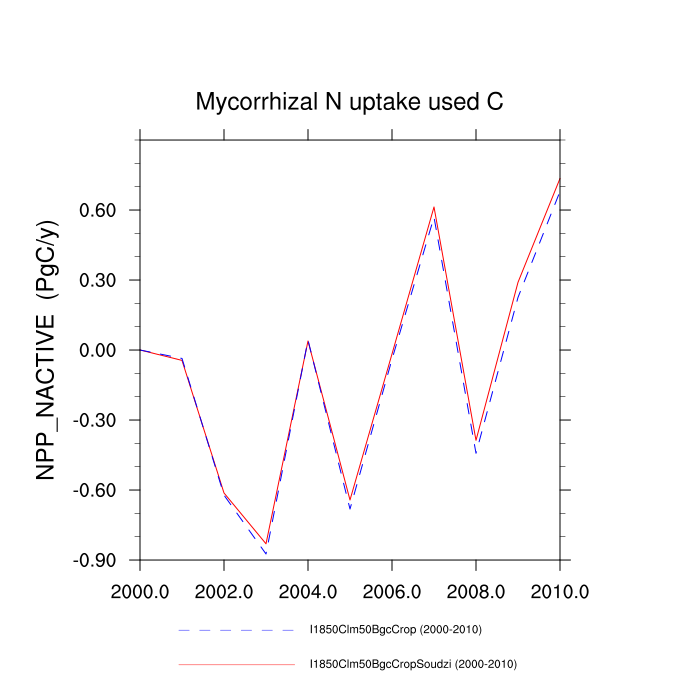 Mycorrhizal N uptake used C
NPP_NACTIVE (PgC/y)
0.60
0.30
0.00
-0.30
-0.60
-0.90
2000.0 2002.0 2004.0 2006.0 2008.0 2010.0
I1850Clm50BgcCrop (2000-2010)
I1850Clm50BgcCropSoudzi (2000-2010)